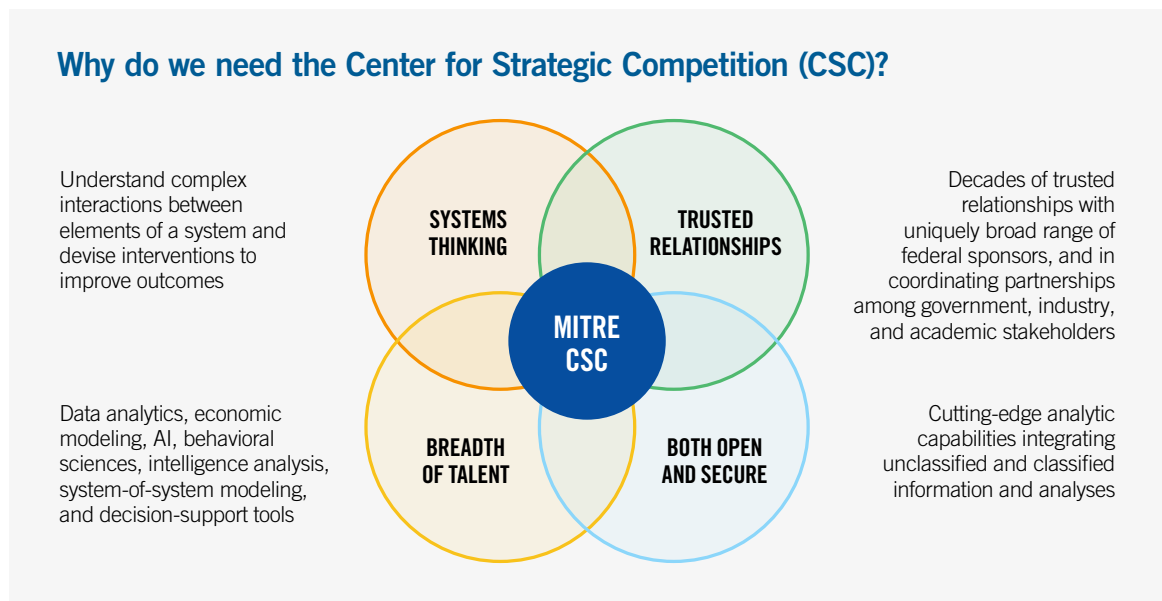 Why do we need the Center for Strategic Competition (CSC)?
Understand complex
interactions between
elements of a system and
devise interventions to
improve outcomes
SYSTEMS
THINKING
TRUSTED
RELATIONSHIPS
Decades of trusted
relationships with
uniquely broad range of
federal sponsors, and in
coordinating partnerships
among government, industry,
and academic stakeholders
MITRE
CSC
Data analytics, economic
modeling, AI, behavioral
sciences, intelligence analysis,
system-of-system modeling,
and decision-support tools
BREADTH
OF TALENT
BOTH OPEN
AND SECURE
Cutting-edge analytic
capabilities integrating
unclassified and classified
information and analyses